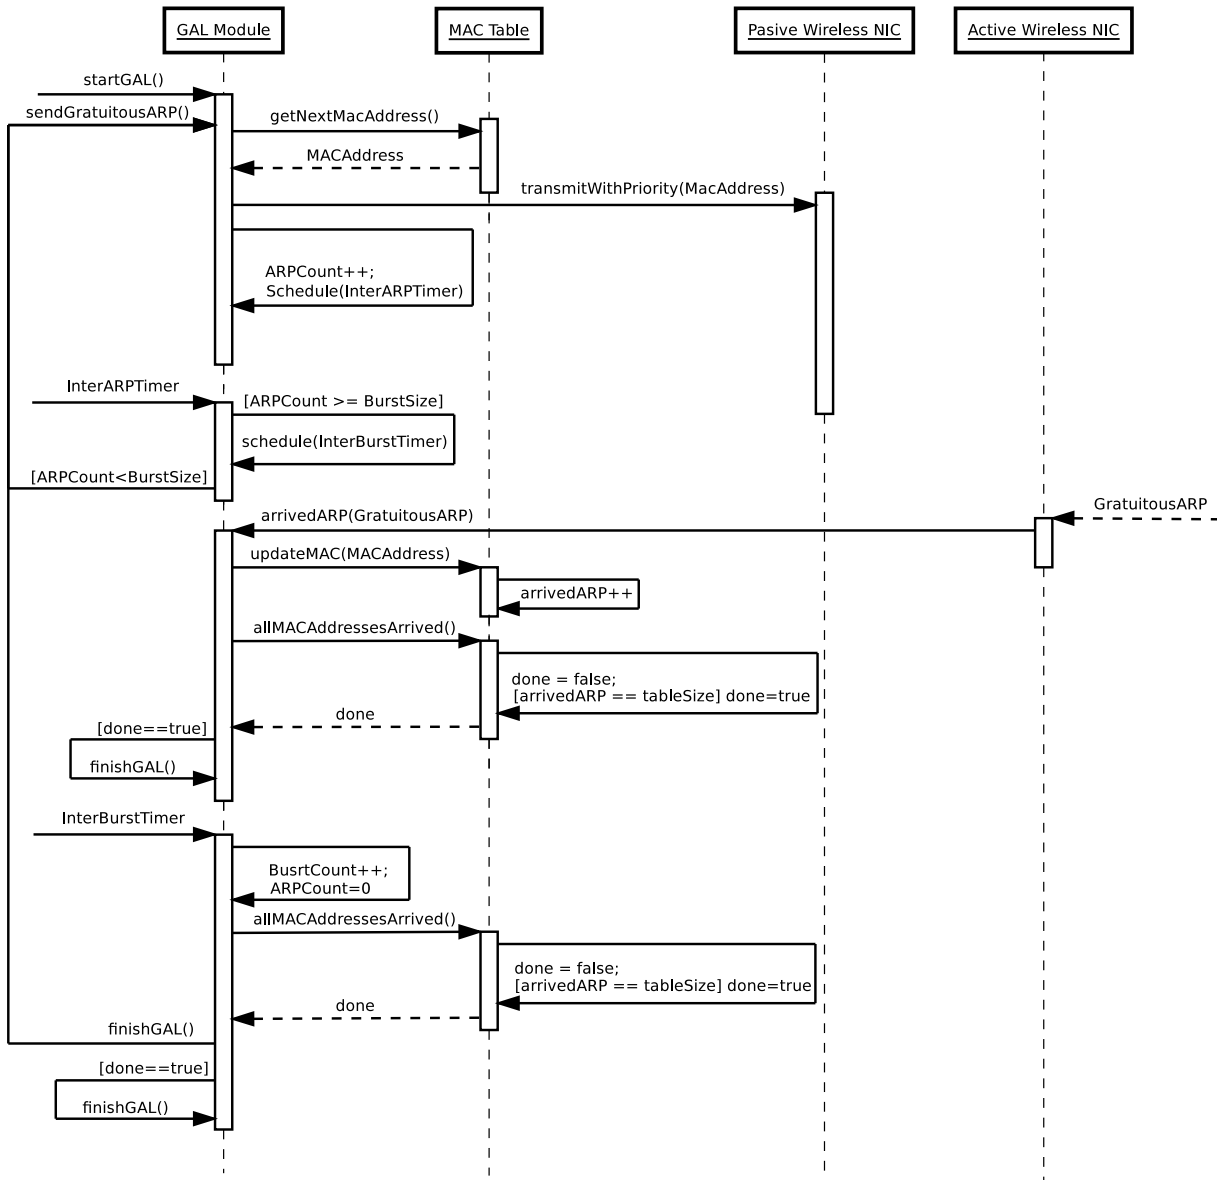 GAL Module
MAC Table
Pasive Wireless NIC
Active Wireless NIC
startGAL()
sendGratuitousARP()
getNextMacAddress()
MACAddress
transmitWithPriority(MacAddress)
ARPCount++;
Schedule(InterARPTimer)
InterARPTimer
[ARPCount >= BurstSize]
schedule(InterBurstTimer)
[ARPCount<BurstSize]
GratuitousARP
arrivedARP(GratuitousARP)
updateMAC(MACAddress)
arrivedARP++
allMACAddressesArrived()
done = false;
[arrivedARP == tableSize] done=true
done
[done==true]
finishGAL()
InterBurstTimer
BusrtCount++;
ARPCount=0
allMACAddressesArrived()
done = false;
[arrivedARP == tableSize] done=true
done
finishGAL()
[done==true]
finishGAL()